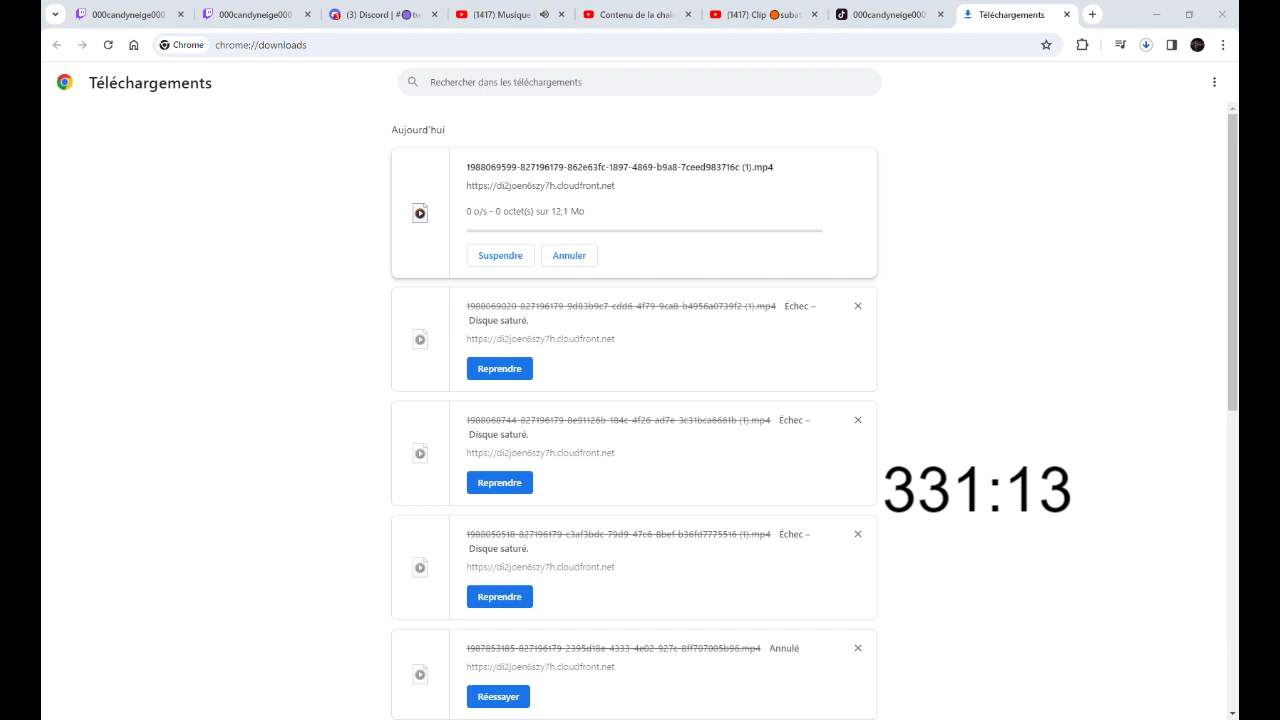 000candyneige000
000candyneige000
(3) Discord | #
(147) Musique
Contenu de la chaî
(141)
subat
000candyneige000
Téléchargements
Chrome
chrome://downloads
Téléchargements
Rechercher dans les téléchargements
Aujourd'hui
1988069599-827196179-862e63fc-1897-4869-b9a8-7ceed983716c (1).mp4
https://di2joen6szy7h.cloudfront.net
0 o/s - 0 octet(s) sur 12,1 Mo
Suspendre
Annuler
1988069020-827196179-9d83b9c7-cdd6-4f79-9ca8-b4956a0739f2 (1).mp4 Échec –
Disque saturé.
https://di2joen6szy7h.cloudfront.net
Reprendre
1988068744-827196179-8e91126b-184c-4f26-ad7e-3c31bca6661b (1).mp4 Échec –
Disque saturé.
https://di2joen6szy7h.cloudfront.net
Reprendre
331:13
1988050518-827196179-c3af3bdc-79d9-47c6-8bef-b36fd7775516 (1).mp4 Échec –
Disque saturé.
https://di2joen6szy7h.cloudfront.net
Reprendre
1987853185-827196179-2395d18e-4333-4e02-927c-8ff707005b96.mp4 Annulé
https://di2joen6szy7h.cloudfront.net
Réessayer